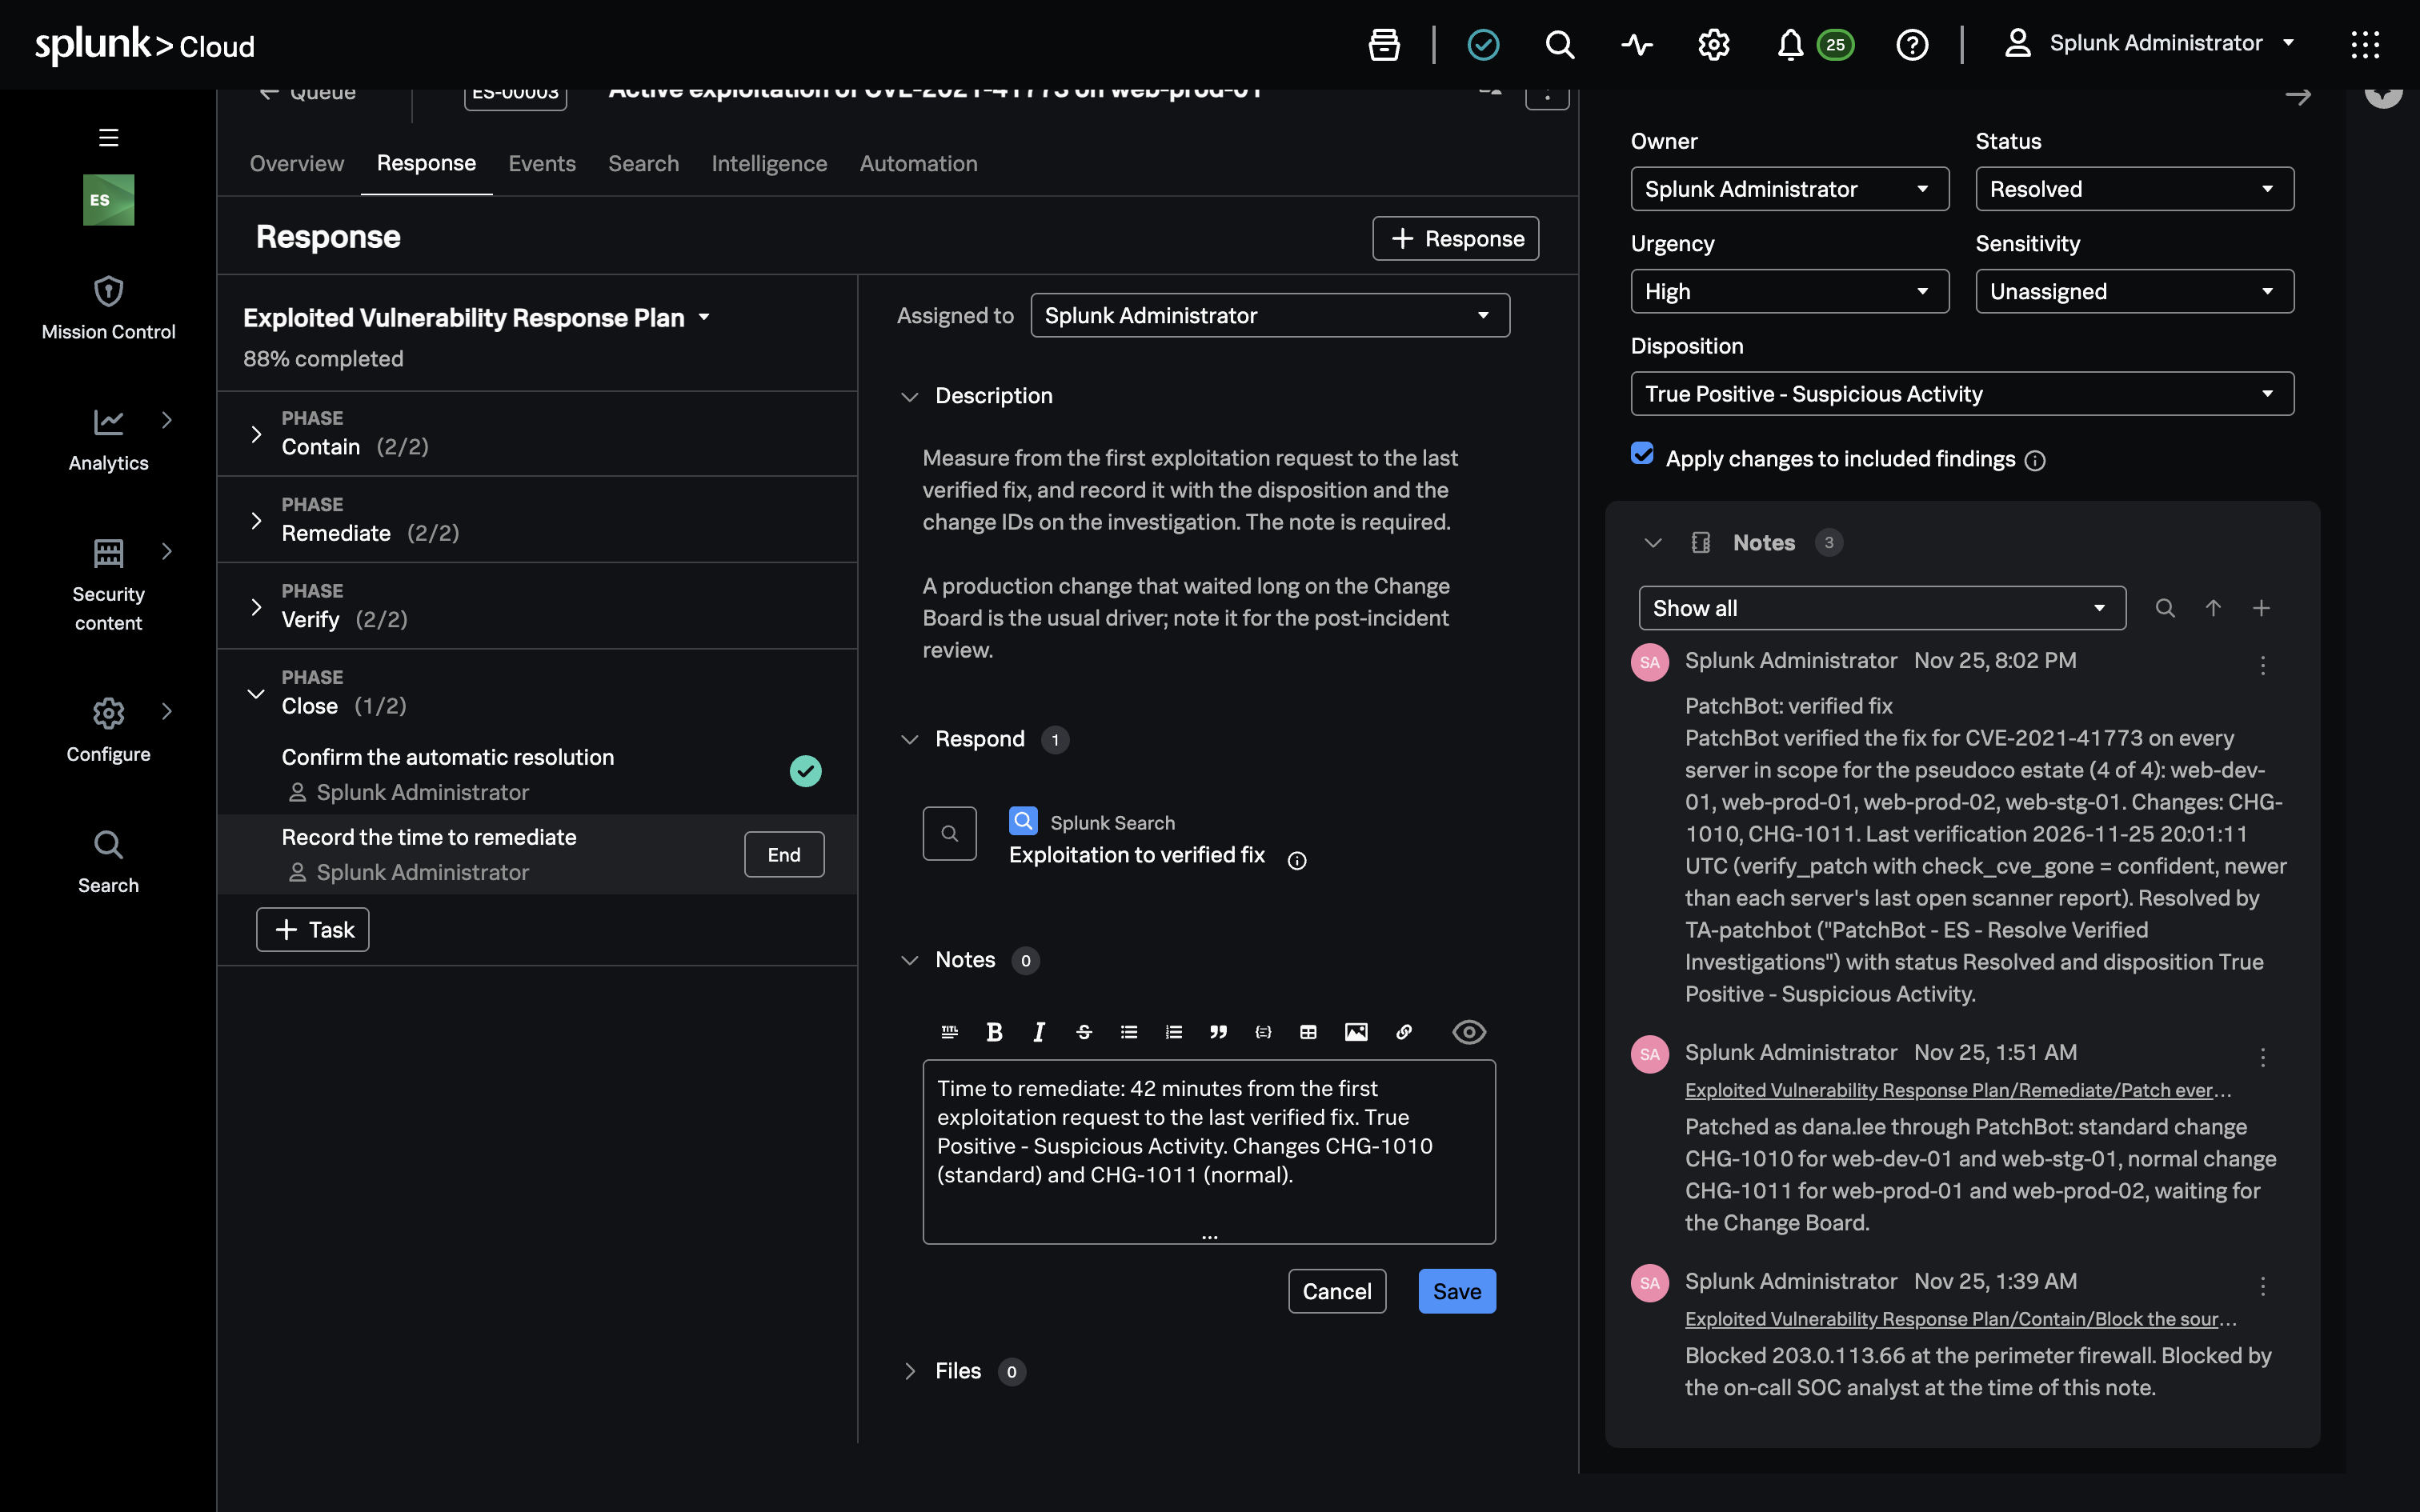 splunk>Cloud
25
Splunk Administrator
Queue
ES-00003
Active exploitation of CVE-2021-41773 on web-prod-01
ES
Mission Control
Analytics
Security
content
Configure
Search
Overview
Response
Events
Search
Intelligence
Automation
Response
Response
Exploited Vulnerability Response Plan
88% completed
PHASE
Contain (2/2)
PHASE
Remediate (2/2)
PHASE
Verify (2/2)
PHASE
Close (1/2)
Confirm the automatic resolution
Splunk Administrator
Record the time to remediate
Splunk Administrator
End
Task
Assigned to
Splunk Administrator
Description
Measure from the first exploitation request to the last
verified fix, and record it with the disposition and the
change IDs on the investigation. The note is required.
A production change that waited long on the Change
Board is the usual driver; note it for the post-incident
review.
Respond 1
Splunk Search
Exploitation to verified fix
Notes 0
Time to remediate: 42 minutes from the first
exploitation request to the last verified fix. True
Positive - Suspicious Activity. Changes CHG-1010
(standard) and CHG-1011 (normal).
Cancel
Save
Files 0
Owner
Status
Splunk Administrator
Resolved
Urgency
Sensitivity
High
Unassigned
Disposition
True Positive - Suspicious Activity
Apply changes to included findings
Notes 3
Show all
SA
Splunk Administrator Nov 25, 8:02 PM
PatchBot: verified fix
PatchBot verified the fix for CVE-2021-41773 on every
server in scope for the pseudoco estate (4 of 4): web-dev-
01, web-prod-01, web-prod-02, web-stg-01. Changes: CHG-
1010, CHG-1011. Last verification 2026-11-25 20:01:11
UTC (verify_patch with check_cve_gone = confident, newer
than each server's last open scanner report). Resolved by
TA-patchbot ("PatchBot - ES - Resolve Verified
Investigations") with status Resolved and disposition True
Positive - Suspicious Activity.
SA
Splunk Administrator Nov 25, 1:51 AM
Exploited Vulnerability Response Plan/Remediate/Patch ever...
Patched as dana.lee through PatchBot: standard change
CHG-1010 for web-dev-01 and web-stg-01, normal change
CHG-1011 for web-prod-01 and web-prod-02, waiting for
the Change Board.
SA
Splunk Administrator Nov 25, 1:39 AM
Exploited Vulnerability Response Plan/Contain/Block the sour...
Blocked 203.0.113.66 at the perimeter firewall. Blocked by
the on-call SOC analyst at the time of this note.